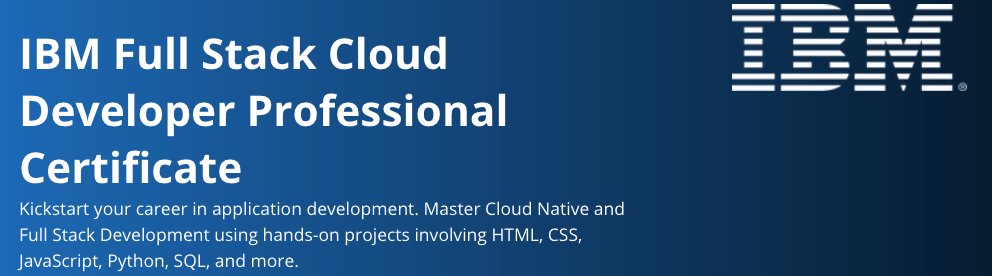 IBM Full Stack Cloud
Developer Professional
Certificate
Kickstart your career in application development. Master Cloud Native and
Full Stack Development using hands-on projects involving HTML, CSS,
JavaScript, Python, SQL, and more.
IBM®